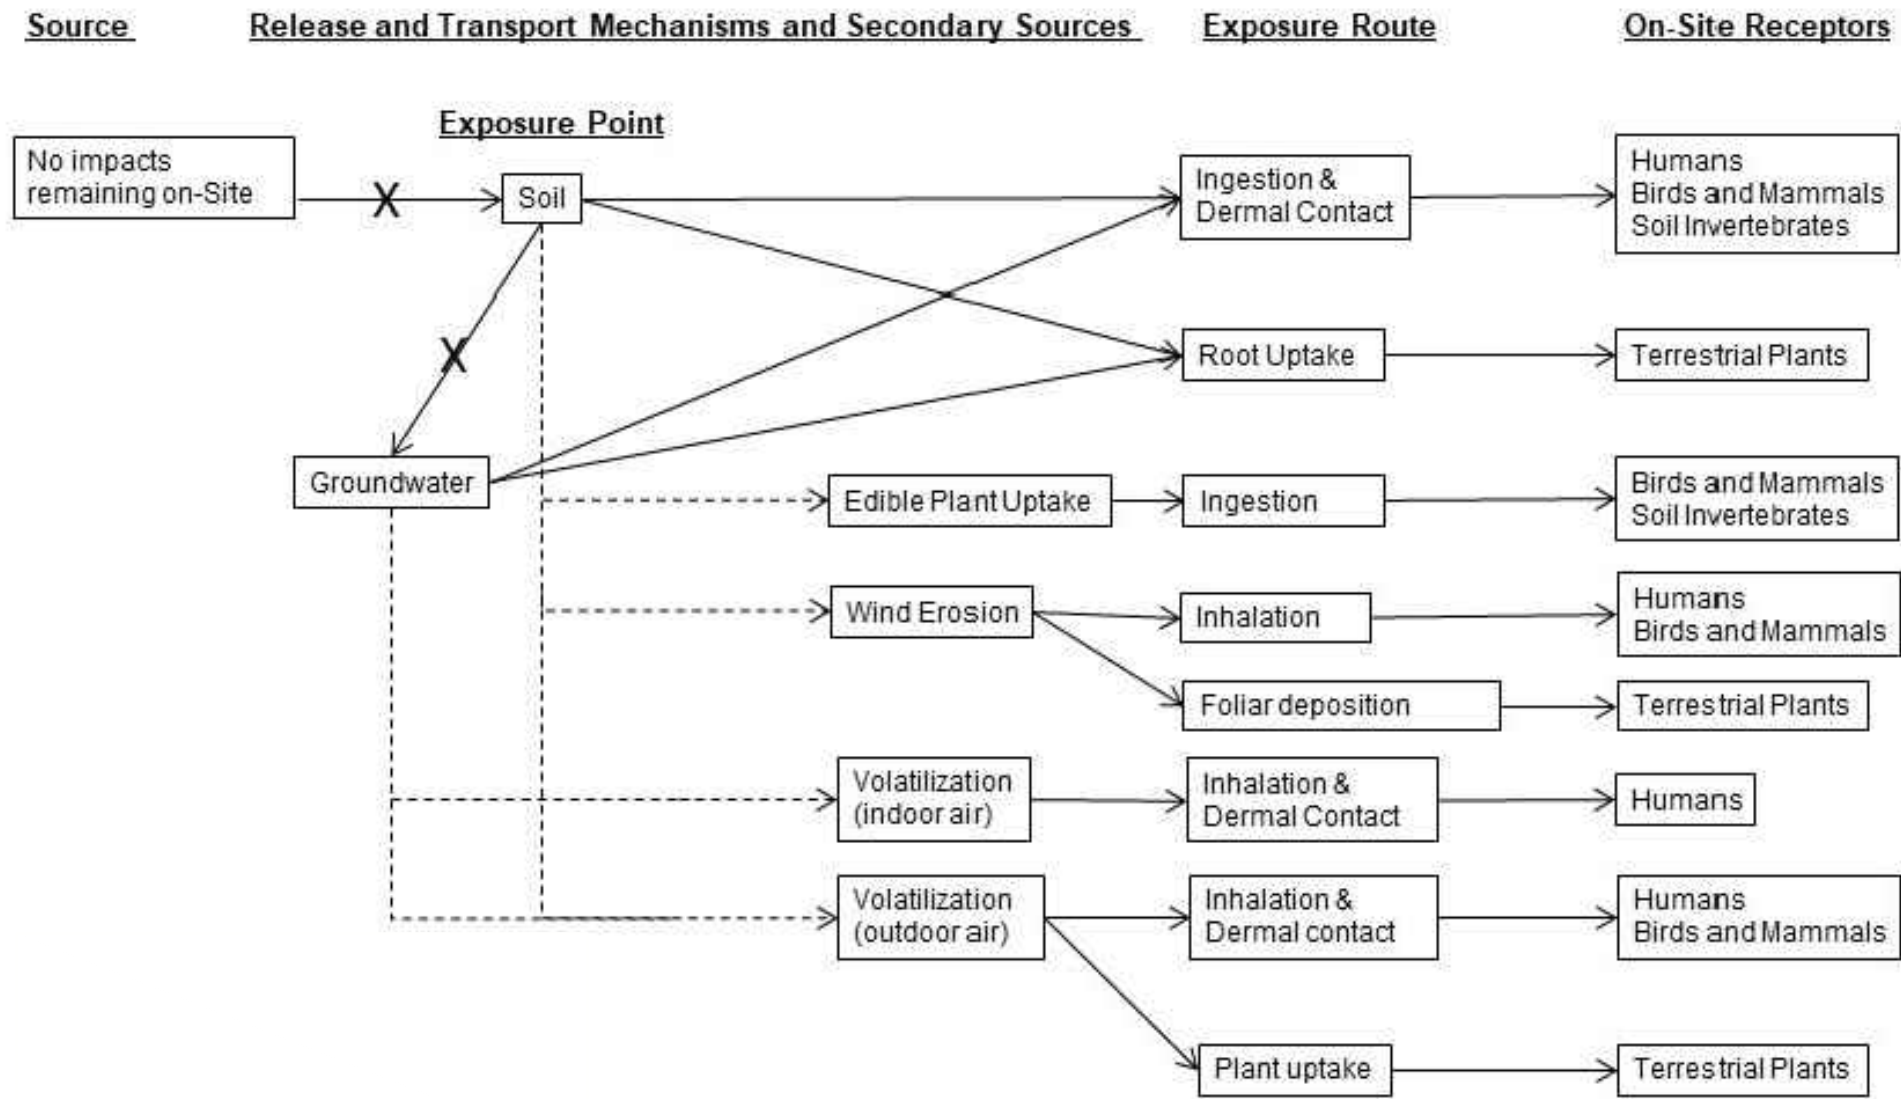 Source
Release and Transport Mechanisms and Secondary Sources
Exposure Route
On-Site Receptors
Exposure Point
No impacts
remaining on-Site
X
Soil
Ingestion &
Dermal Contact
Humans
Birds and Mammals
Soil Invertebrates
X
Root Uptake
Terrestrial Plants
Groundwater
Edible Plant Uptake
Ingestion
Birds and Mammals
Soil Invertebrates
Wind Erosion
Inhalation
Humans
Birds and Mammals
Foliar deposition
Terrestrial Plants
Volatilization
(indoor air)
Inhalation &
Dermal Contact
Humans
Volatilization
(outdoor air)
Inhalation &
Dermal contact
Humans
Birds and Mammals
Plant uptake
Terrestrial Plants